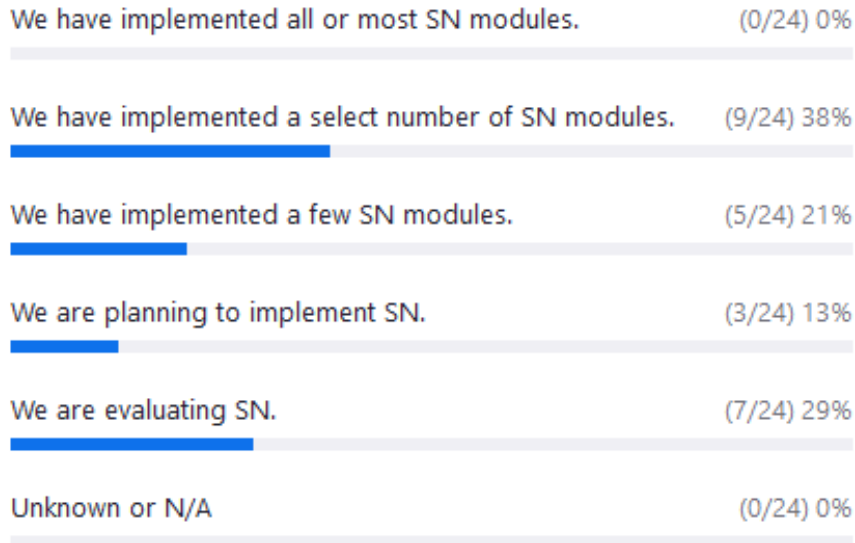 We have implemented all or most SN modules. (0/24) 0%
We have implemented a select number of SN modules. (9/24) 38%
We have implemented a few SN modules. (5/24) 21%
We are planning to implement SN. (3/24) 13%
We are evaluating SN. (7/24) 29%
Unknown or N/A (0/24) 0%